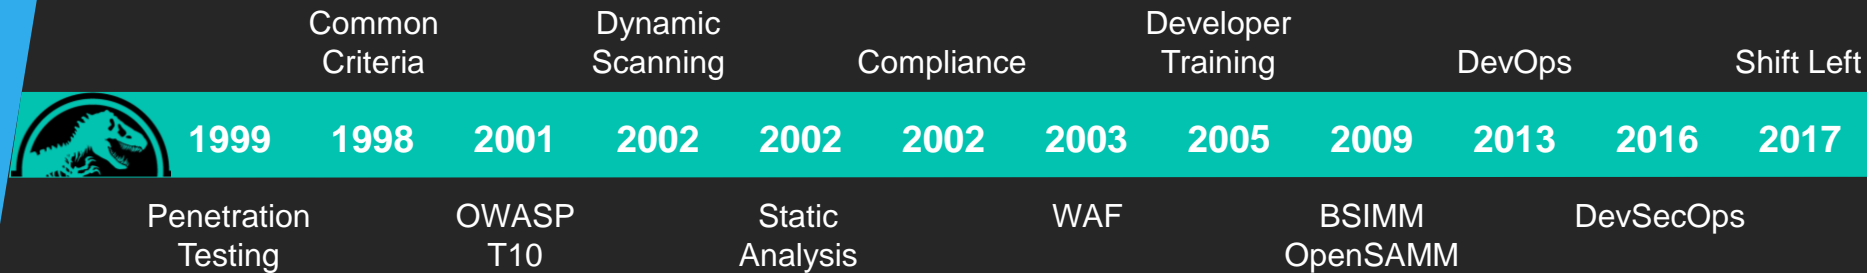 Common
Criteria
Dynamic
Scanning
Compliance
Developer
Training
DevOps
Shift Left
1999 1998 2001 2002 2002 2002 2003 2005 2009 2013 2016 2017
Penetration
Testing
OWASP
T10
Static
Analysis
WAF
BSIMM
OpenSAMM
DevSecOps